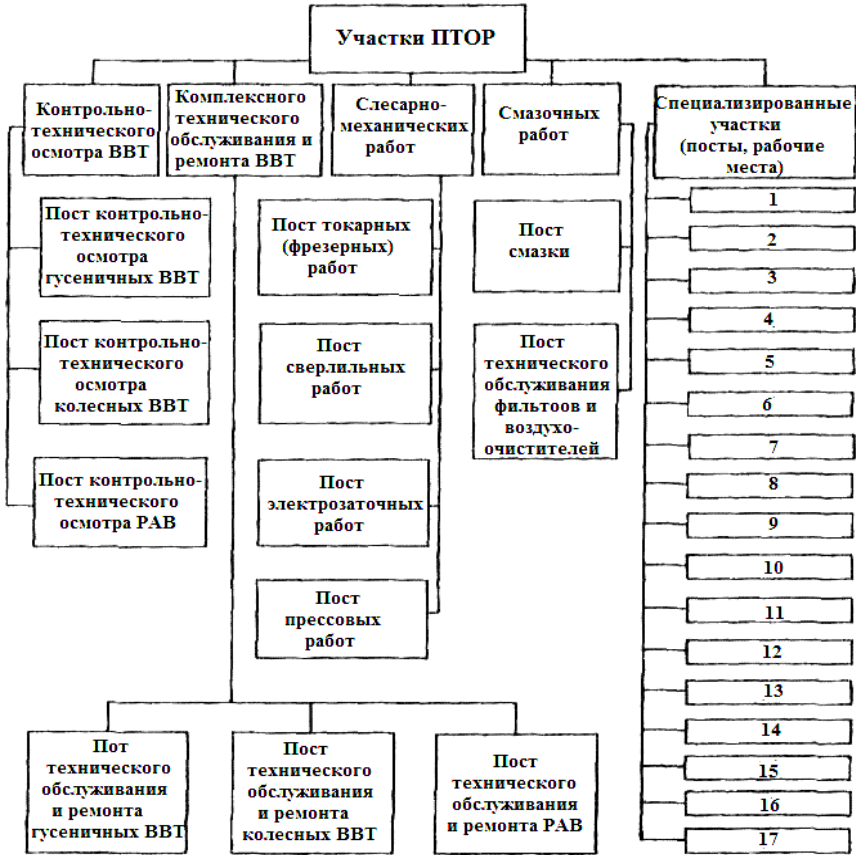 Участки ПТОР
Контрольно-
технического
осмотра ВВТ
Комплексного
технического
обслуживания и
ремонта ВВТ
Слесарно-
механических
работ
Смазочных
работ
Специализированные
участки
(посты, рабочие
места)
Пост контрольно-
технического
осмотра
гусеничных ВВТ
Пост контрольно-
технического
осмотра
колесных ВВТ
Пост контрольно-
технического
осмотра РАВ
Пост токарных
(фрезерных)
работ
Пост
сверлильных
работ
Пост
электрозаточных
работ
Пост
прессовых
работ
Пост
смазки
Пост
технического
обслуживания
фильтоов и
воздухо-
очистителей
1
2
3
4
5
6
7
8
9
10
11
12
13
14
15
16
17
Пот
технического
обслуживания
и ремонта
гусеничных ВВТ
Пост
технического
обслуживания
и ремонта
колесных ВВТ
Пост
технического
обслуживания
и ремонта РАВ